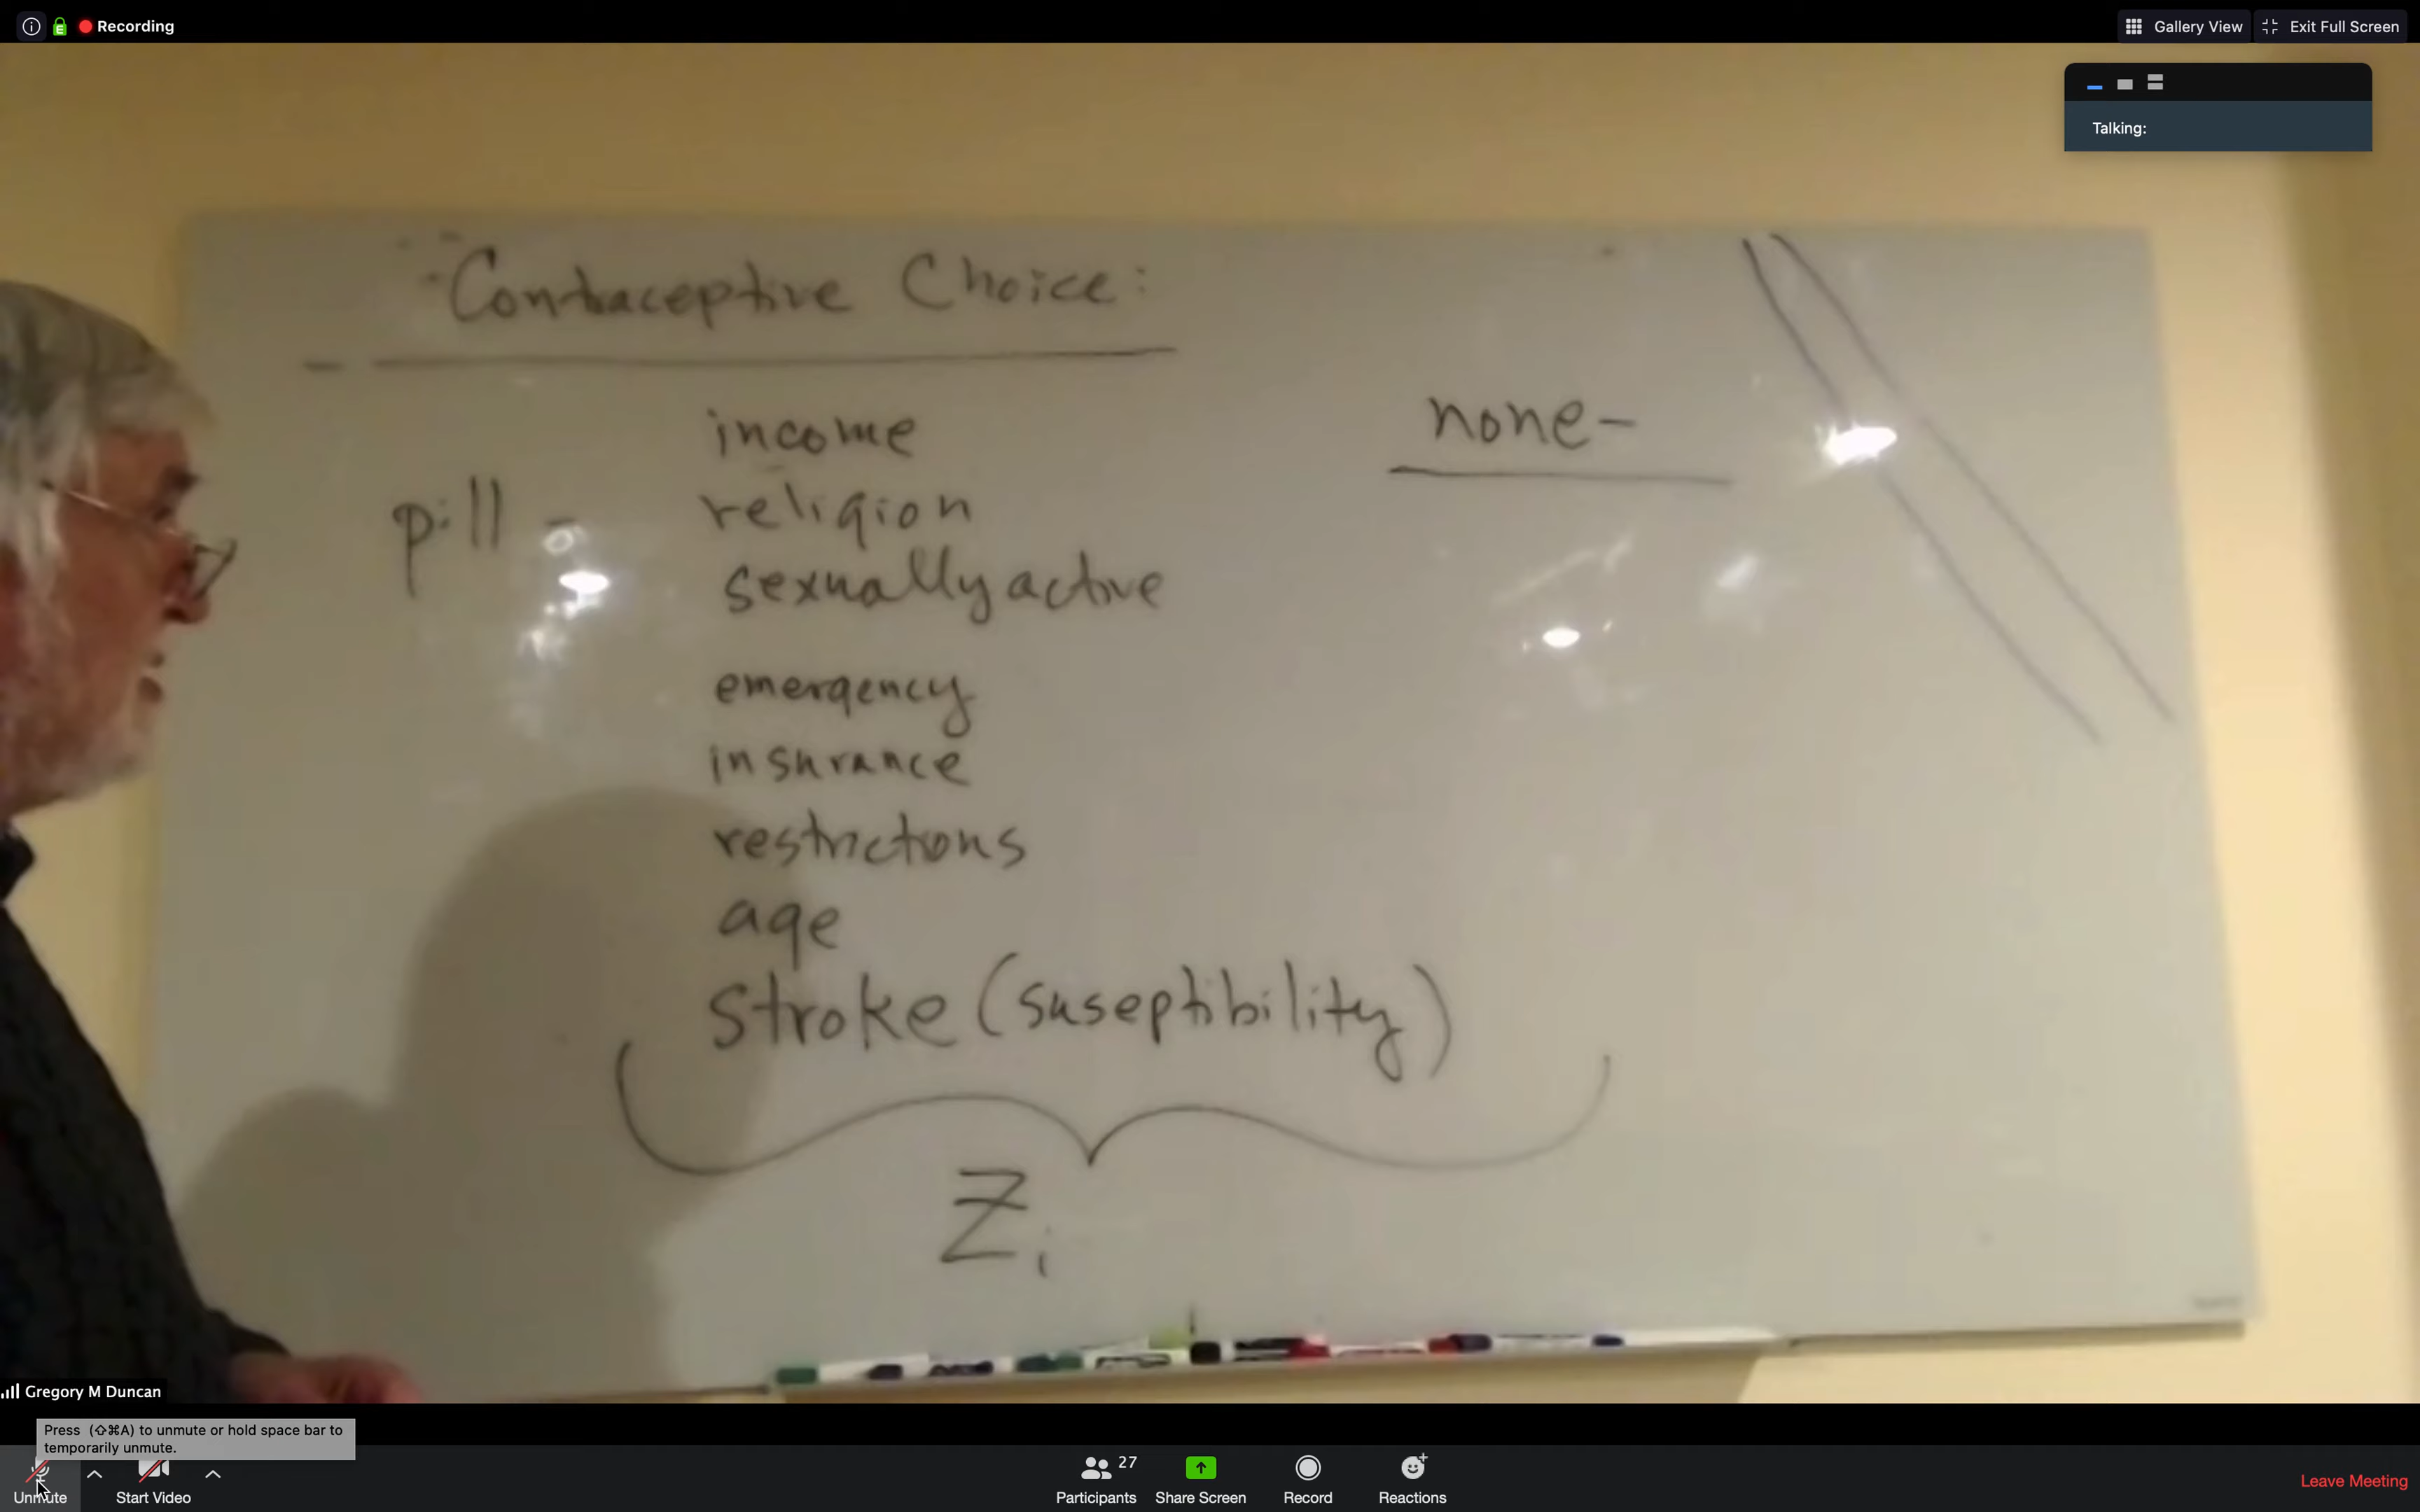 Recording
Gallery View
Exit Full Screen
Talking:
Contraceptive Choice:
income
none -
pill -
religion
sexually active
emergency
insurance
restrictions
age
Stroke (suseptibility)
Zi
Gregory M Duncan
Press (⇧⌘A) to unmute or hold space bar to
temporarily unmute.
27
Unmute
Start Video
Participants
Share Screen
Record
Reactions
Leave Meeting